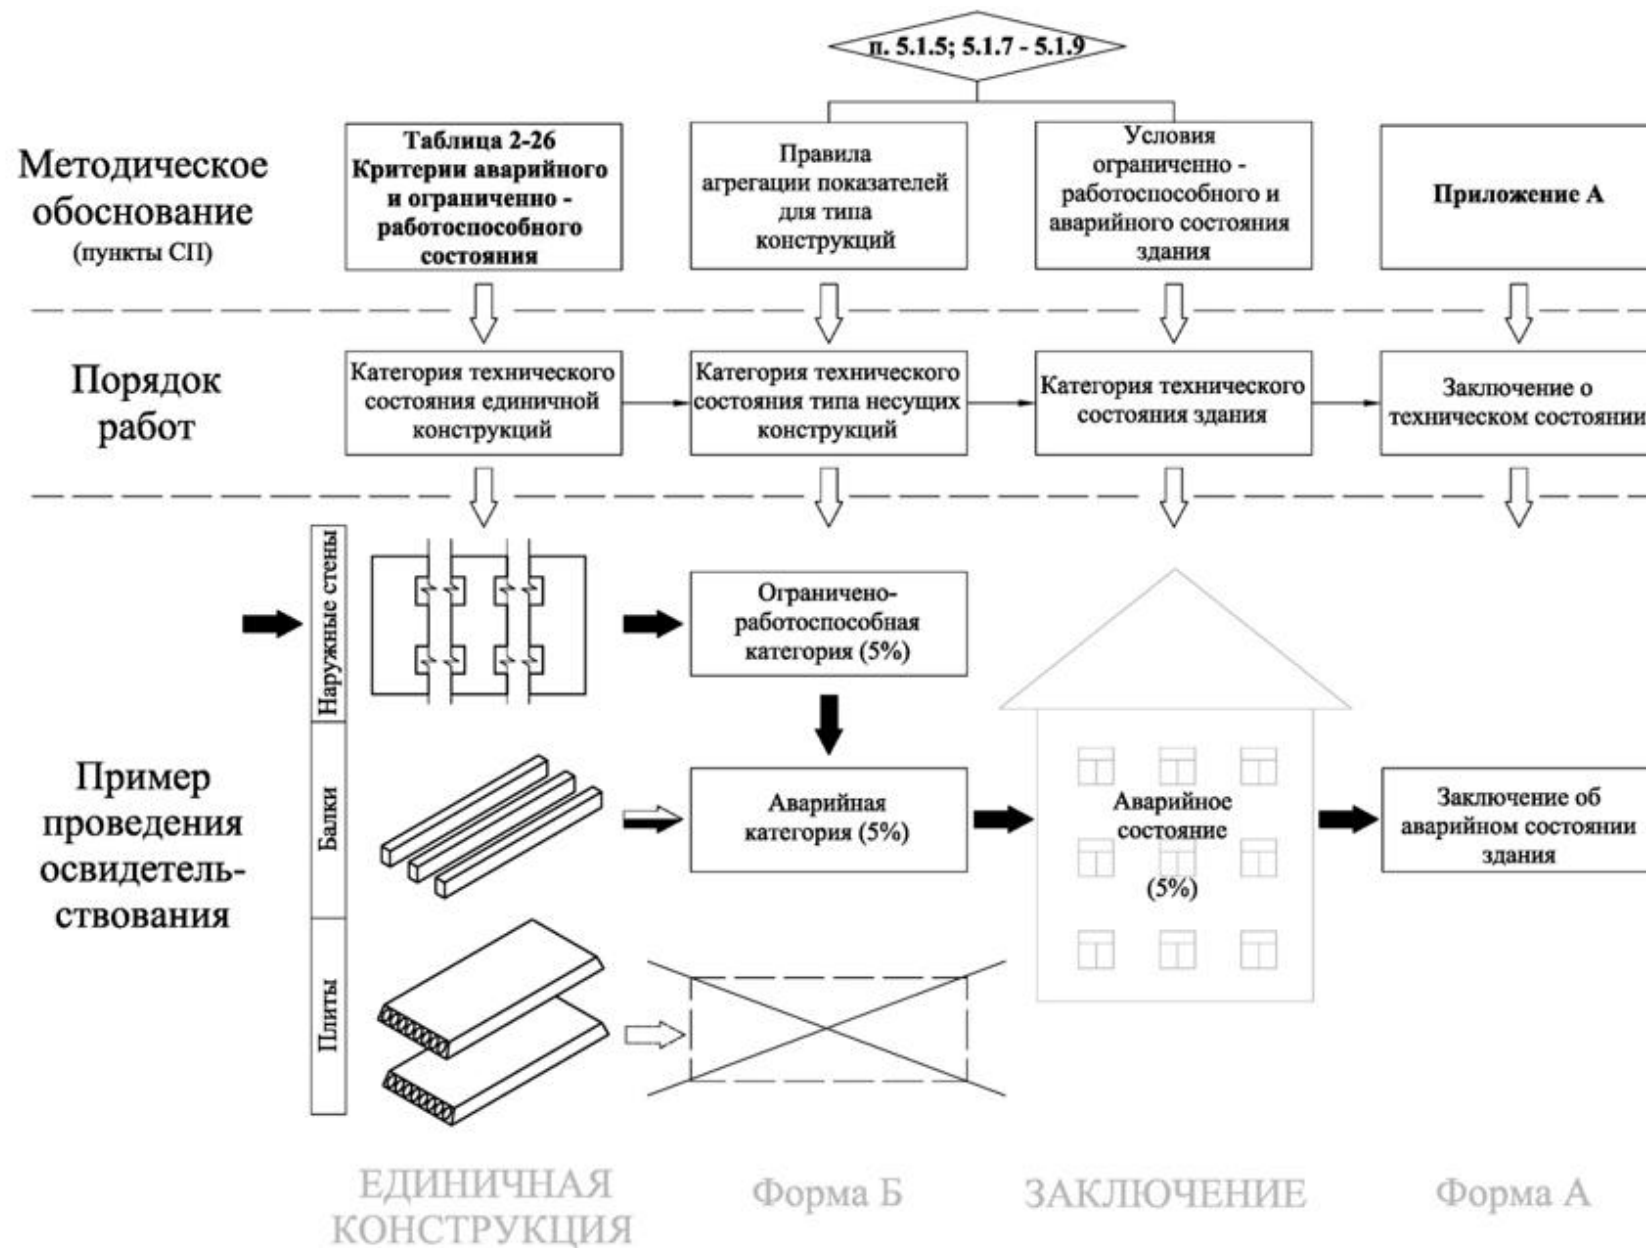 п. 5.1.5; 5.1.7 - 5.1.9
Методическое
обоснование
(пункты СП)
Таблица 2-26
Критерии аварийного
и ограниченно -
работоспособного
состояния
Правила
агрегации показателей
для типа
конструкций
Условия
ограниченно -
работоспособного и
аварийного состояния
здания
Приложение А
Порядок
работ
Категория технического
состояния единичной
конструкций
Категория технического
состояния типа несущих
конструкций
Категория технического
состояния здания
Заключение о
техническом состоянии
Пример
проведения
освидетель-
ствования
Наружные стены
Ограничено-
работоспособная
категория (5%)
Балки
Аварийная
категория (5%)
Аварийное
состояние
(5%)
Заключение об
аварийном состоянии
здания
Плиты
ЕДИНИЧНАЯ
КОНСТРУКЦИЯ
Форма Б
ЗАКЛЮЧЕНИЕ
Форма А